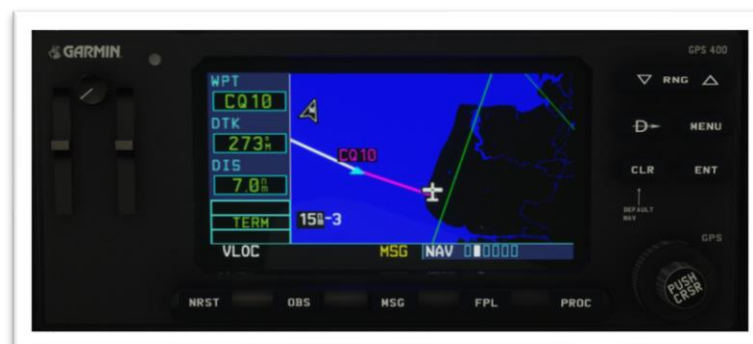 GARMIN
GPS 400
WPT
CQ10
DTK
273°M
DIS
7.0nm
TERM
CQ10
15nm-3
VLOC
MSG
NAV
RNG
D
MENU
CLR
ENT
DEFAULT
NAV
GPS
PUSH
CRSR
NRST
OBS
MSG
FPL
PROC